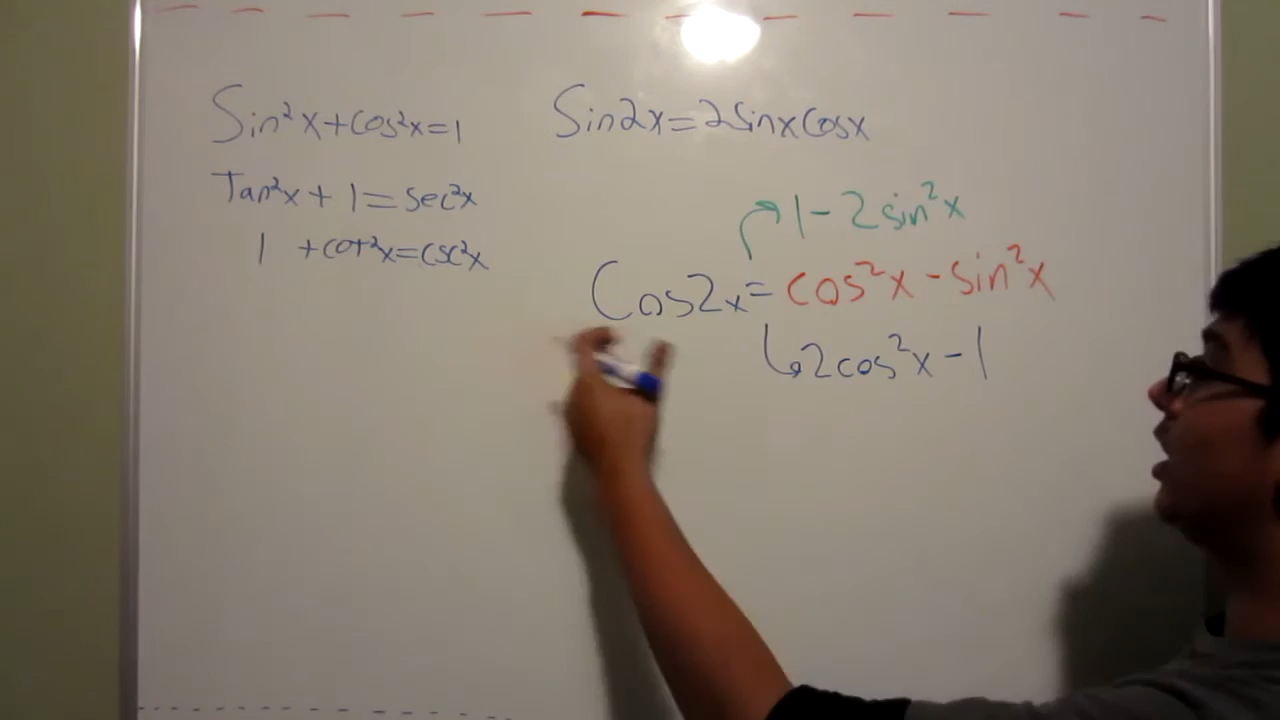 Sin²x+cos²x=1
Tan²x + 1 = sec²x
1 +cot²x=csc²x
Sin2x=2SinxCosx
1 - 2sin²x
Cos2x= cos²x - sin²x
2cos²x - 1